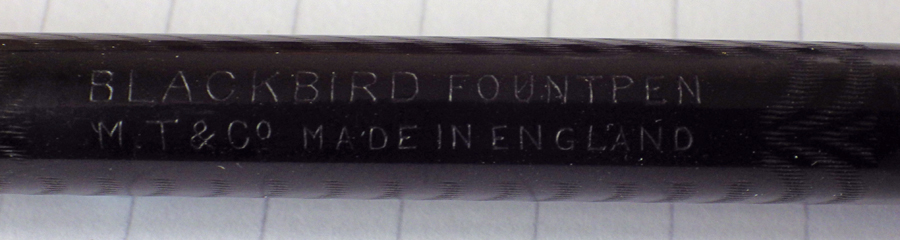 BLACKBIRD FOUNTPEN
M.T & Cº MADE IN ENGLAND